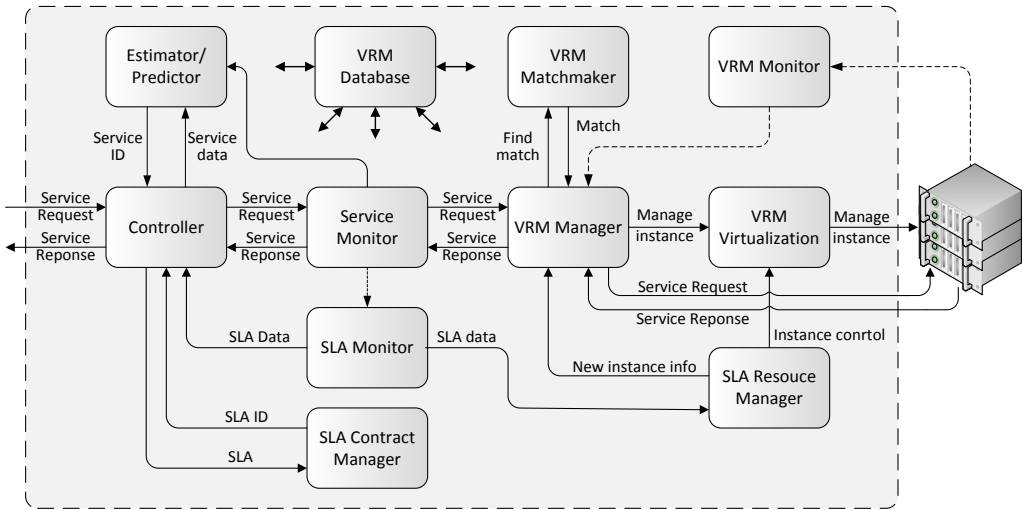 Estimator/
Predictor
VRM
Database
VRM
Matchmaker
VRM Monitor
Service
ID
Service
data
Find
match
Match
Service
Request
Service
Reponse
Controller
Service
Request
Service
Reponse
Service
Monitor
Service
Request
Service
Reponse
VRM Manager
Manage
instance
VRM
Virtualization
Manage
instance
Service Request
Service Reponse
SLA Data
SLA Monitor
SLA data
Instance conrtol
New instance info
SLA Resouce
Manager
SLA ID
SLA
SLA Contract
Manager